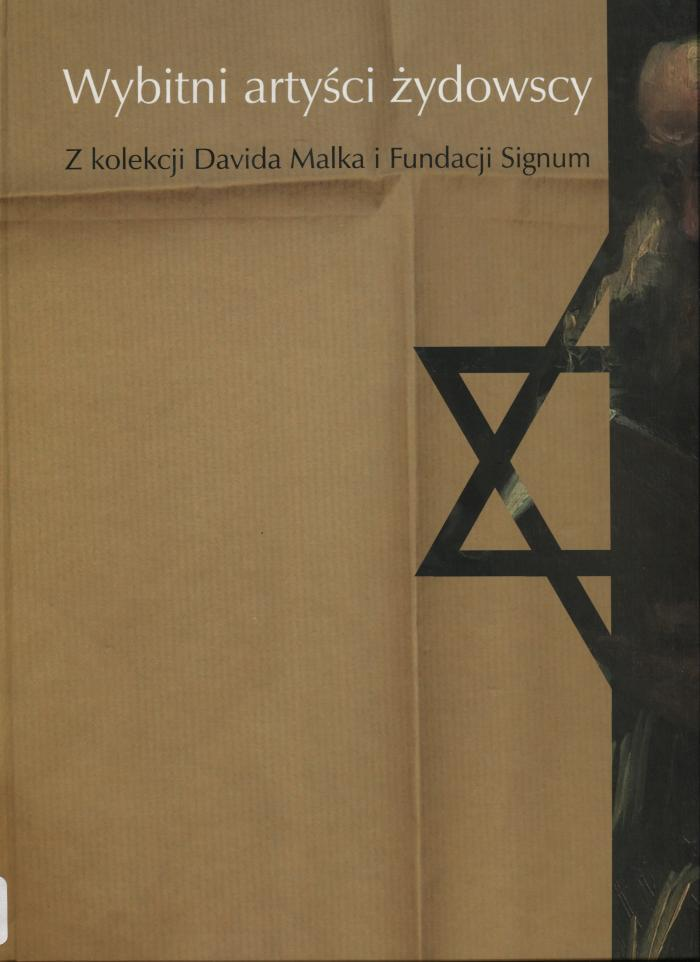 Wybitni artyści żydowscy
Z kolekcji Davida Malka i Fundacji Signum